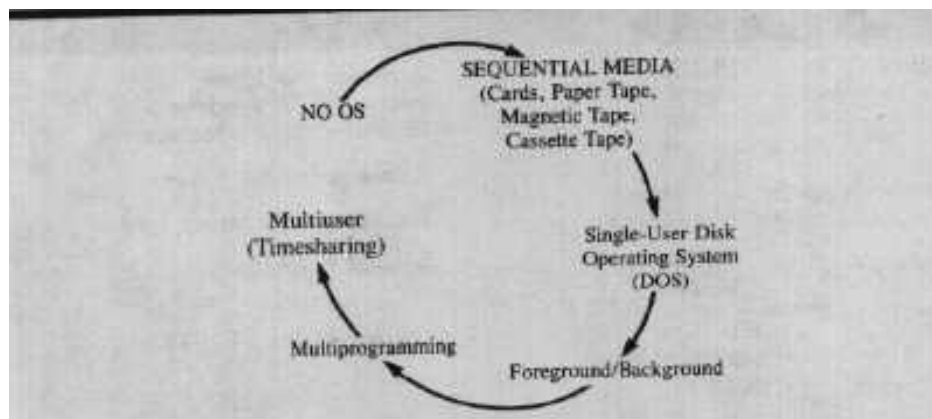 NO OS
SEQUENTIAL MEDIA
(Cards, Paper Tape,
Magnetic Tape,
Cassette Tape)
Single-User Disk
Operating System
(DOS)
Foreground/Background
Multiprogramming
Multiuser
(Timesharing)